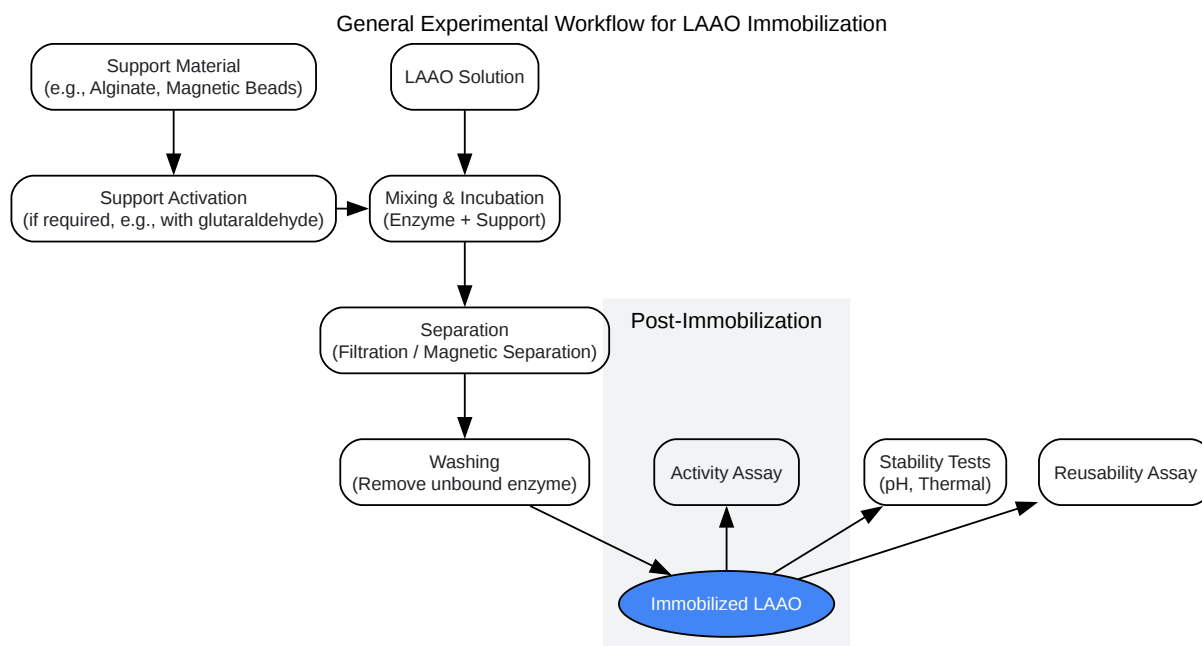 General Experimental Workflow for LAAO Immobilization
Support Material
(e.g., Alginate, Magnetic Beads)
LAAO Solution
Support Activation
(if required, e.g., with glutaraldehyde)
Mixing & Incubation
(Enzyme + Support)
Separation
(Filtration / Magnetic Separation)
Post-Immobilization
Washing
(Remove unbound enzyme)
Activity Assay
Stability Tests
(pH, Thermal)
Reusability Assay
Immobilized LAAO